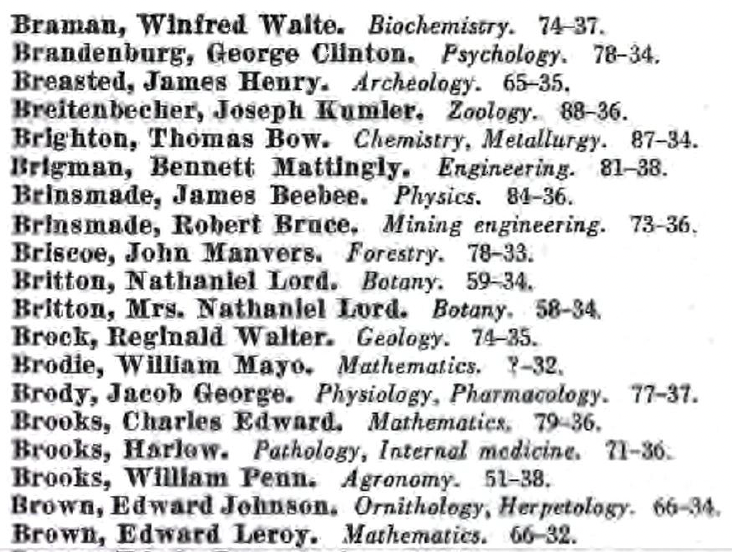 Braman, Winfred Waite. Biochemistry. 74–37.
Brandenburg, George Clinton. Psychology. 78–34.
Breasted, James Henry. Archeology. 65–35.
Breitenbecher, Joseph Kumler. Zoology. 88–36.
Brighton, Thomas Bow. Chemistry, Metallurgy. 87–34.
Brigman, Bennett Mattingly. Engineering. 81–38.
Brinsmade, James Beebee. Physics. 84–36.
Brinsmade, Robert Bruce. Mining engineering. 73–36.
Briscoe, John Manvers. Forestry. 78–33.
Britton, Nathaniel Lord. Botany. 59–34.
Britton, Mrs. Nathaniel Lord. Botany. 58–34.
Brock, Reginald Walter. Geology. 74–35.
Brodie, William Mayo. Mathematics. ?–32.
Brody, Jacob George. Physiology, Pharmacology. 77–37.
Brooks, Charles Edward. Mathematics. 79–36.
Brooks, Harlow. Pathology, Internal medicine. 71–36.
Brooks, William Penn. Agronomy. 51–38.
Brown, Edward Johnson. Ornithology, Herpetology. 66–34.
Brown, Edward Leroy. Mathematics. 66–32.